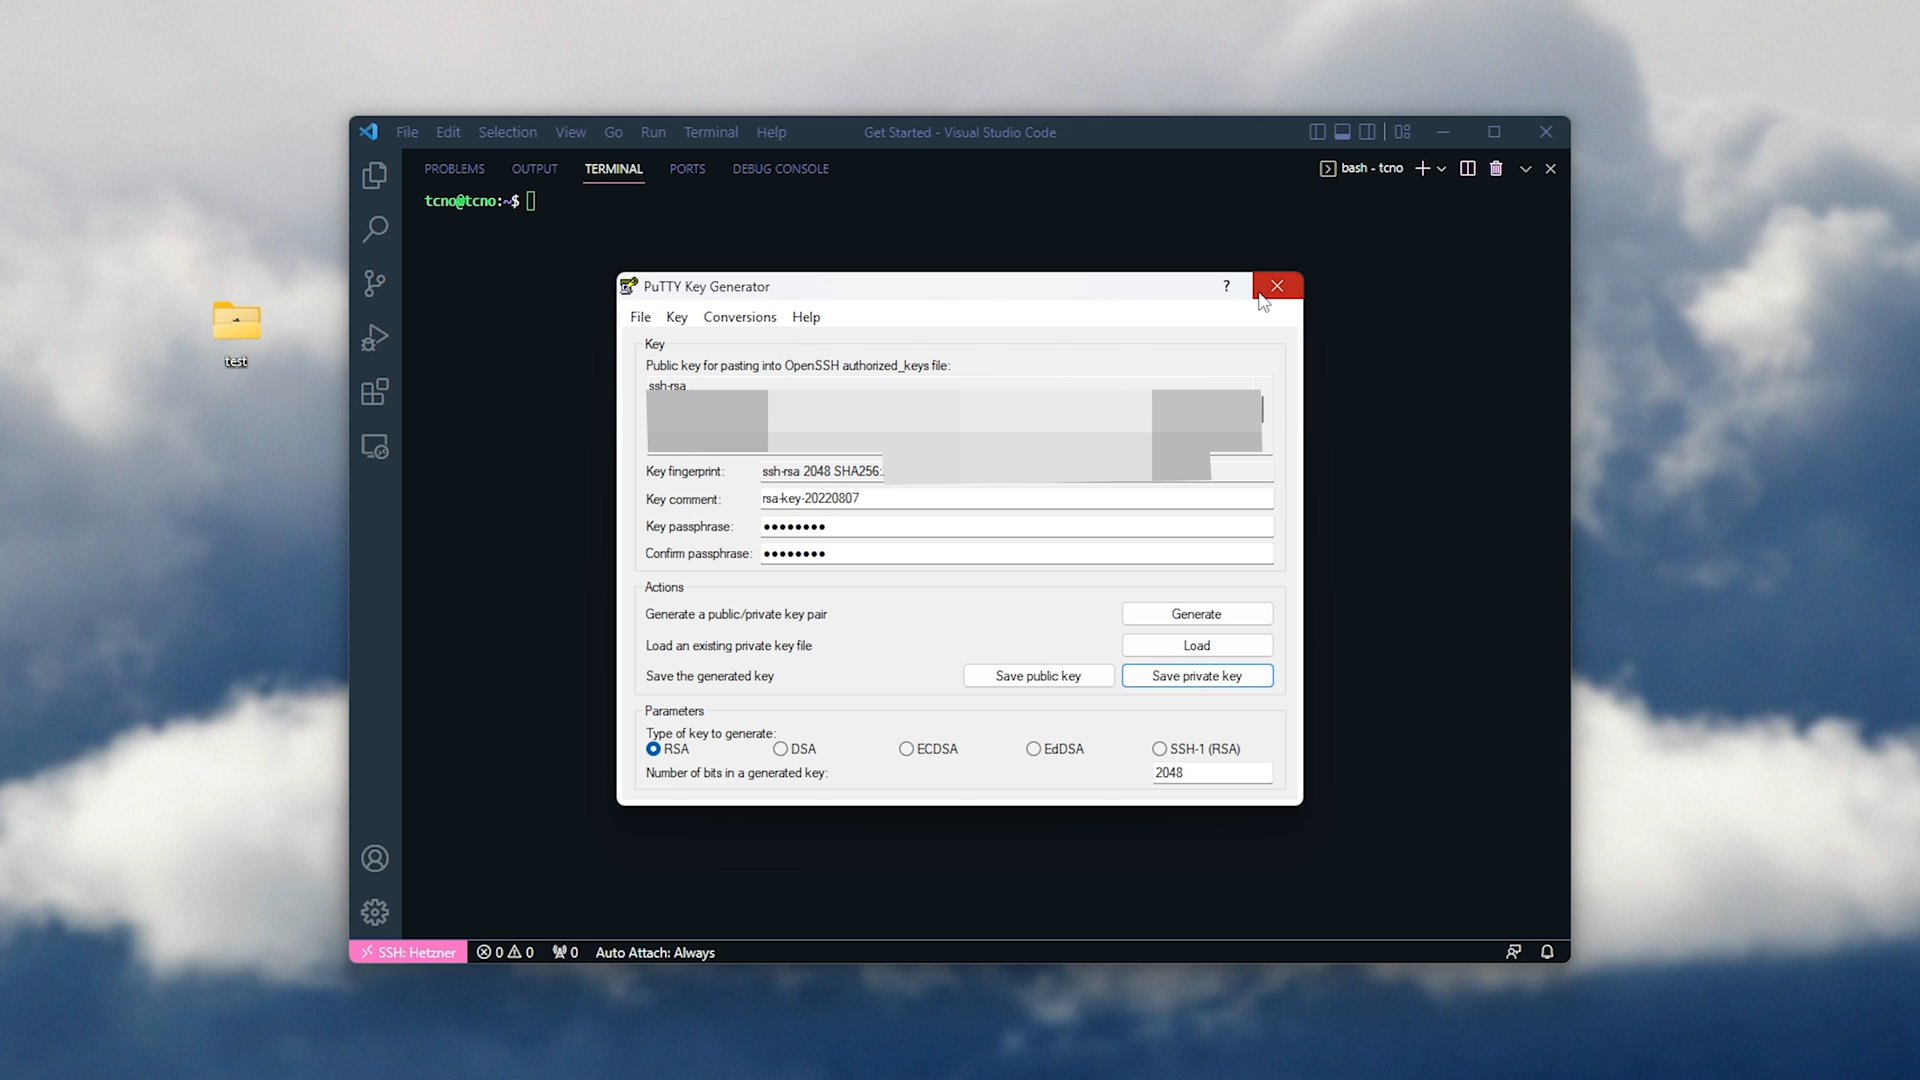 File Edit Selection View Go Run Terminal Help Get Started - Visual Studio Code
PROBLEMS OUTPUT TERMINAL PORTS DEBUG CONSOLE bash - tcno
tcno@tcno:~$
test
PuTTY Key Generator ?
File Key Conversions Help
Key
Public key for pasting into OpenSSH authorized_keys file:
ssh-rsa
Key fingerprint: ssh-rsa 2048 SHA256:
Key comment: rsa-key-20220807
Key passphrase: ●●●●●●●●
Confirm passphrase: ●●●●●●●●
Actions
Generate a public/private key pair Generate
Load an existing private key file Load
Save the generated key Save public key Save private key
Parameters
Type of key to generate:
RSA DSA ECDSA EdDSA SSH-1 (RSA)
Number of bits in a generated key: 2048
SSH: Hetzner 0 0 0 Auto Attach: Always